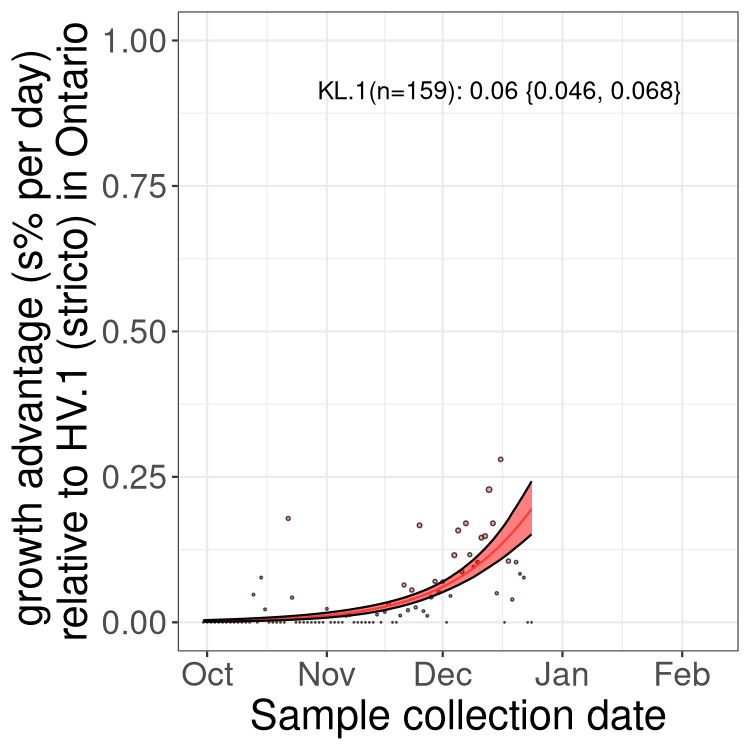 growth advantage (s% per day)
relative to HV.1 (stricto) in Ontario
1.00
0.75
0.50
0.25
0.00
KL.1(n=159): 0.06 {0.046, 0.068}
Oct Nov Dec Jan Feb
Sample collection date